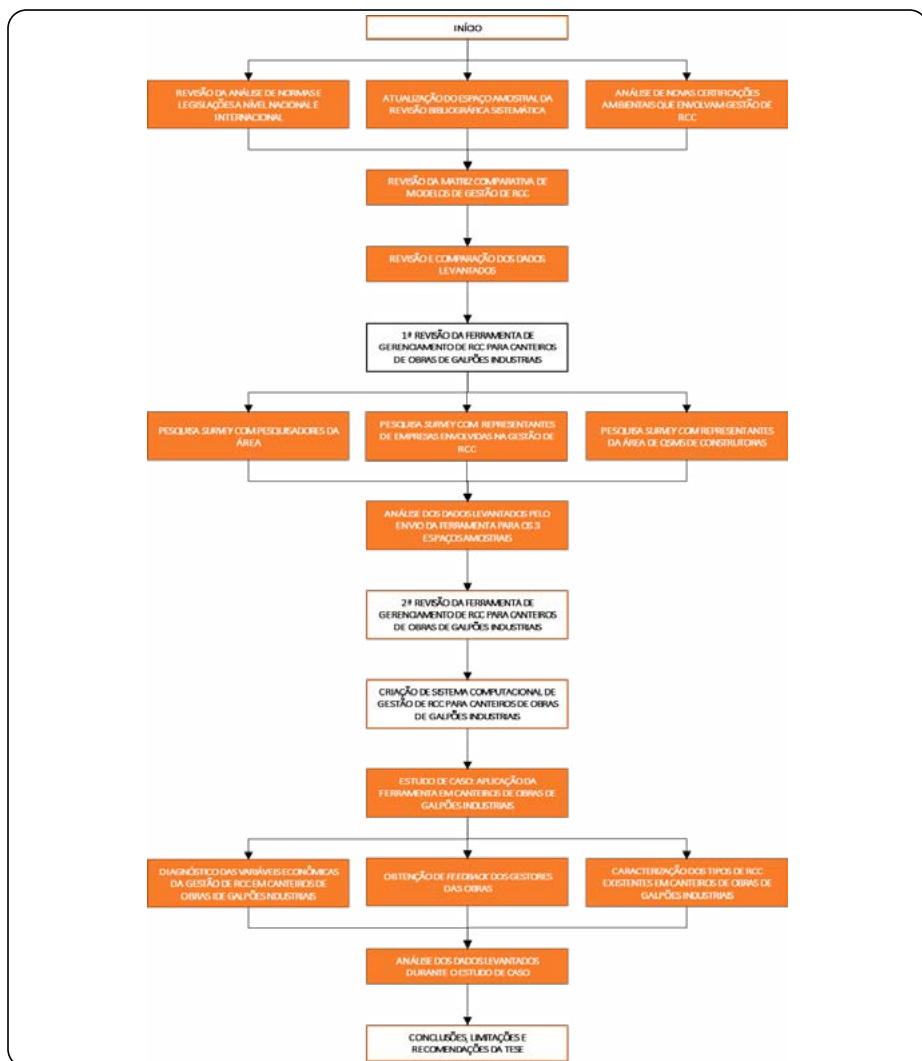 INÍCIO
REVISÃO DA ANÁLISE DE NORMAS E
LEGISLAÇÕES A NÍVEL NACIONAL E
INTERNACIONAL
ATUALIZAÇÃO DO ESPAÇO AMOSTRAL DA
REVISÃO BIBLIOGRÁFICA SISTEMÁTICA
ANÁLISE DE NOVAS CERTIFICAÇÕES
AMBIENTAIS QUE ENVOLVAM GESTÃO DE
RCC
REVISÃO DA MATRIZ COMPARATIVA DE
MODELOS DE GESTÃO DE RCC
REVISÃO E COMPARAÇÃO DOS DADOS
LEVANTADOS
1ª REVISÃO DA FERRAMENTA DE
GERENCIAMENTO DE RCC PARA CANTEIROS
DE OBRAS DE GALPÕES INDUSTRIAIS
PESQUISA SURVEY COM PESQUISADORES DA
ÁREA
PESQUISA SURVEY COM REPRESENTANTES
DE EMPRESAS ENVOLVIDAS NA GESTÃO DE
RCC
PESQUISA SURVEY COM REPRESENTANTES
DA ÁREA DE QSMS DE CONSTRUTORAS
ANÁLISE DOS DADOS LEVANTADOS PELO
ENVIO DA FERRAMENTA PARA OS 3
ESPAÇOS AMOSTRAIS
2ª REVISÃO DA FERRAMENTA DE
GERENCIAMENTO DE RCC PARA CANTEIROS
DE OBRAS DE GALPÕES INDUSTRIAIS
CRIAÇÃO DE SISTEMA COMPUTACIONAL DE
GESTÃO DE RCC PARA CANTEIROS DE OBRAS
DE GALPÕES INDUSTRIAIS
ESTUDO DE CASO: APLICAÇÃO DA
FERRAMENTA EM CANTEIROS DE OBRAS DE
GALPÕES INDUSTRIAIS
DIAGNÓSTICO DAS VARIÁVEIS ECONÔMICAS
DA GESTÃO DE RCC EM CANTEIROS DE
OBRAS IDE GALPÕES NDUSTRIAIS
OBTENÇÃO DE FEEDBACK DOS GESTORES
DAS OBRAS
CARACTERIZAÇÃO DOS TIPOS DE RCC
EXISTENTES EM CANTEIROS DE OBRAS DE
GALPÕES INDUSTRIAIS
ANÁLISE DOS DADOS LEVANTADOS
DURANTE O ESTUDO DE CASO
CONCLUSÕES, LIMITAÇÕES E
RECOMENDAÇÕES DA TESE